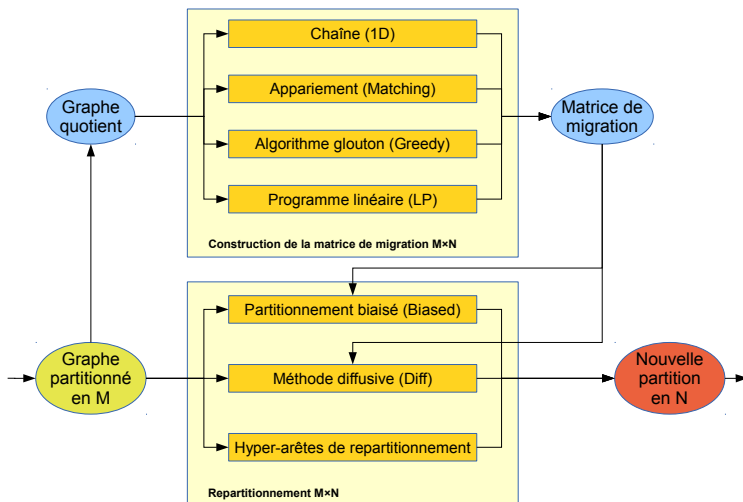 Chaîne (1D)
Appariement (Matching)
Algorithme glouton (Greedy)
Programme linéaire (LP)
Construction de la matrice de migration M×N
Graphe
quotient
Matrice de
migration
Partitionnement biaisé (Biased)
Méthode diffusive (Diff)
Hyper-arêtes de repartitionnement
Repartitionnement M×N
Graphe
partitionné
en M
Nouvelle
partition
en N